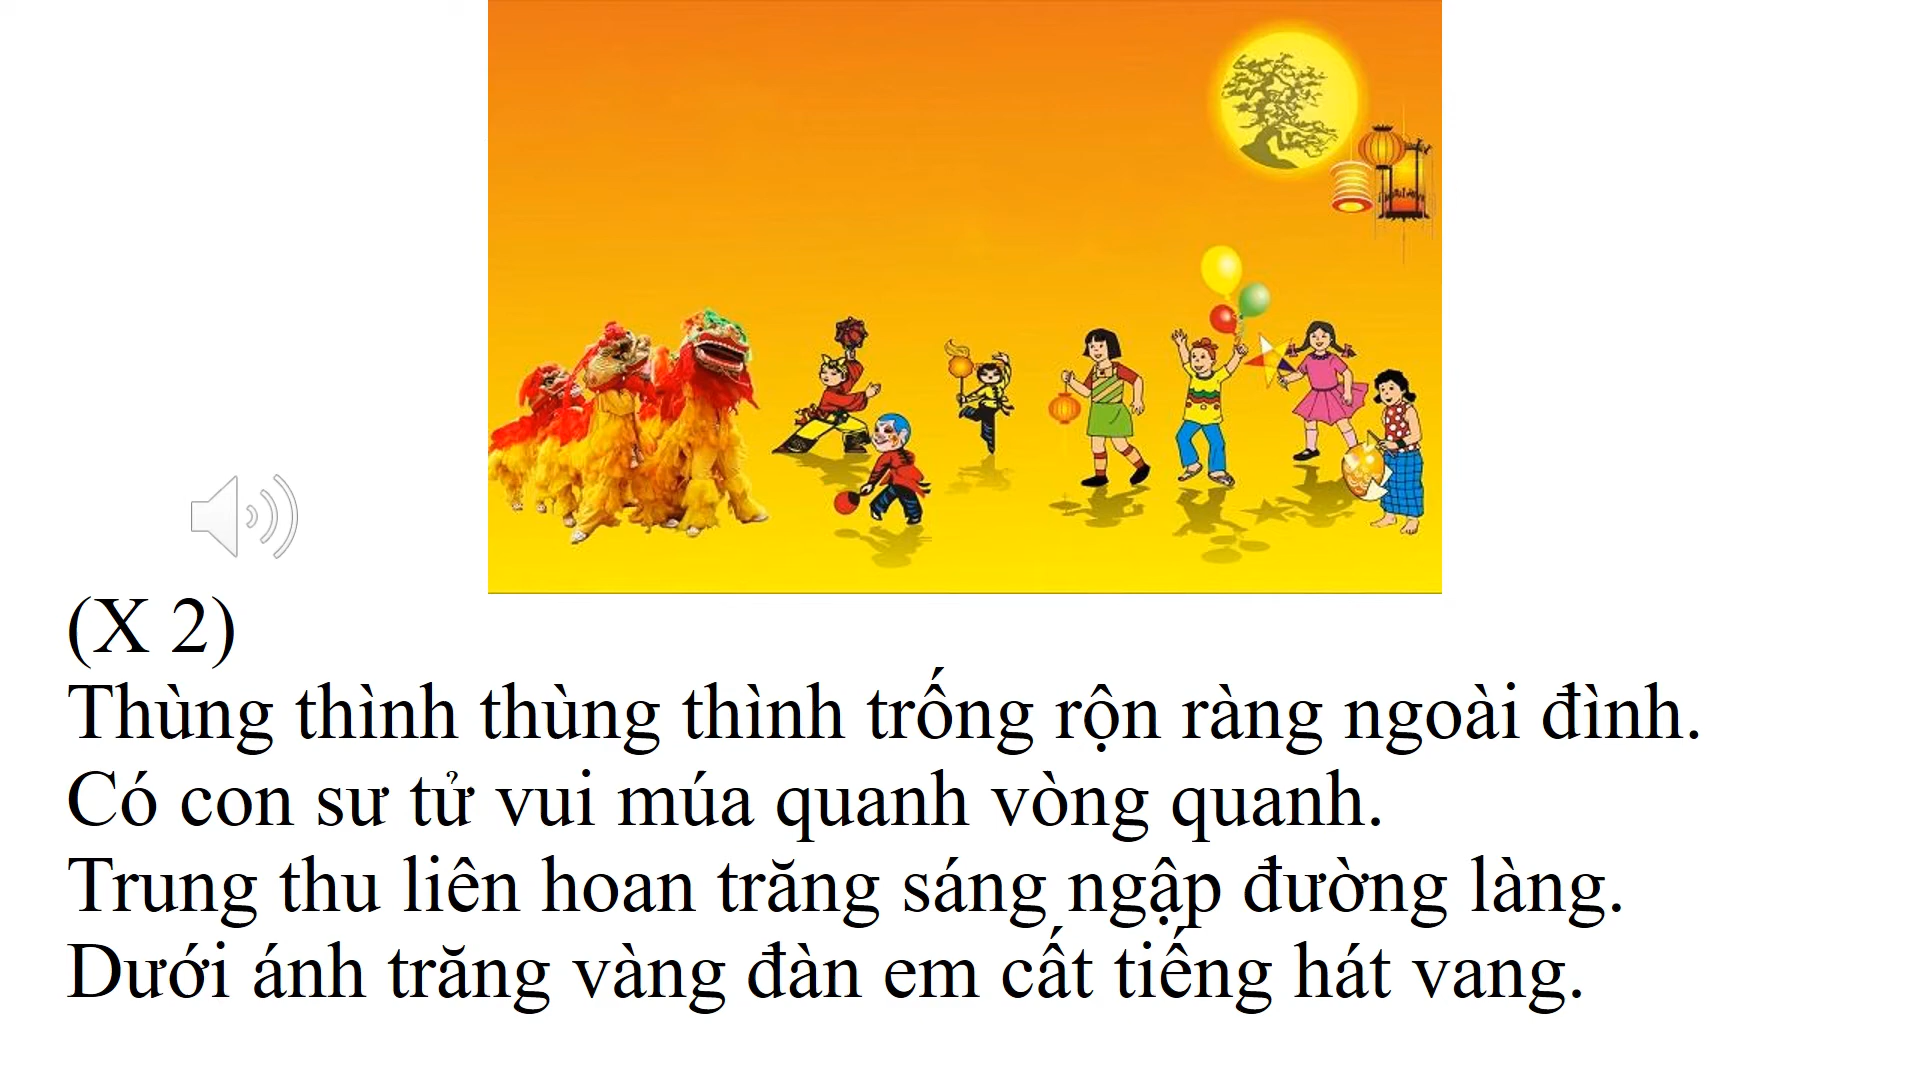 (X 2)
Thùng thình thùng thình trống rộn ràng ngoài đình.
Có con sư tử vui múa quanh vòng quanh.
Trung thu liên hoan trăng sáng ngập đường làng.
Dưới ánh trăng vàng đàn em cất tiếng hát vang.